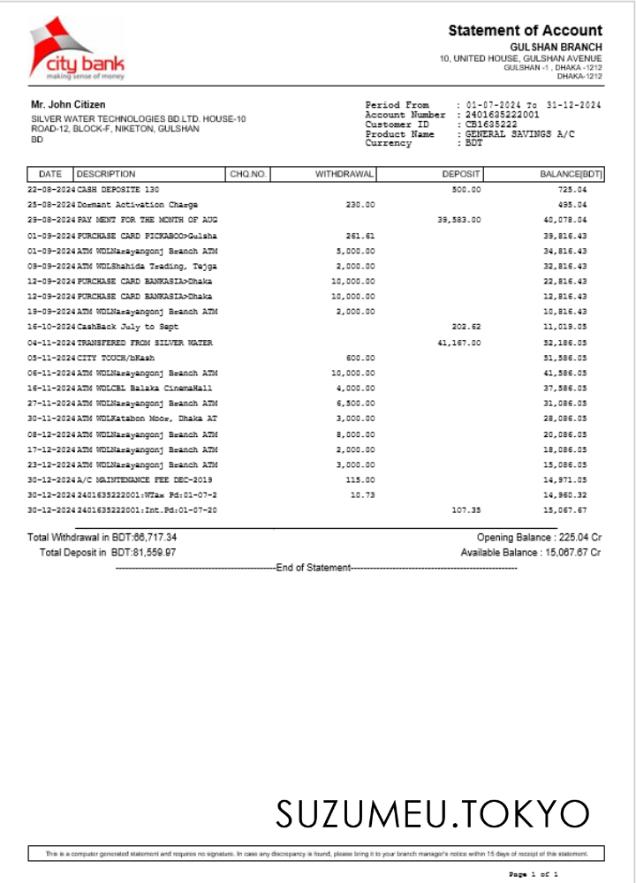 city bank
making sense of money
Statement of Account
GULSHAN BRANCH
10, UNITED HOUSE, GULSHAN AVENUE
GULSHAN -1 , DHAKA -1212
DHAKA-1212
Mr. John Citizen
SILVER WATER TECHNOLOGIES BD.LTD. HOUSE-10
ROAD-12, BLOCK-F, NIKETON, GULSHAN
BD
Period From : 01-07-2024 To 31-12-2024
Account Number : 2401635222001
Customer ID : CB1635222
Product Name : GENERAL SAVINGS A/C
Currency : BDT
DATE DESCRIPTION CHQ.NO. WITHDRAWAL DEPOSIT BALANCE[BDT]
22-08-2024 CASH DEPOSITE 130 500.00 725.04
25-08-2024 Dormant Activation Charge 230.00 495.04
29-08-2024 PAY MENT FOR THE MONTH OF AUG 39,583.00 40,078.04
01-09-2024 PURCHASE CARD PICKABOO>Gulsha 261.61 39,816.43
01-09-2024 ATM WDLNarayangonj Branch ATM 5,000.00 34,816.43
09-09-2024 ATM WDLShahida Trading, Tejga 2,000.00 32,816.43
12-09-2024 PURCHASE CARD BANKASIA>Dhaka 10,000.00 22,816.43
12-09-2024 PURCHASE CARD BANKASIA>Dhaka 10,000.00 12,816.43
19-09-2024 ATM WDLNarayangonj Branch ATM 2,000.00 10,816.43
16-10-2024 CashBack July to Sept 202.62 11,019.05
04-11-2024 TRANSFERED FROM SILVER WATER 41,167.00 52,186.05
05-11-2024 CITY TOUCH/bKash 600.00 51,586.05
06-11-2024 ATM WDLNarayangonj Branch ATM 10,000.00 41,586.05
16-11-2024 ATM WDLCBL Balaka CinemaHall 4,000.00 37,586.05
27-11-2024 ATM WDLNarayangonj Branch ATM 6,500.00 31,086.05
30-11-2024 ATM WDLKatabon Moor, Dhaka AT 3,000.00 28,086.05
08-12-2024 ATM WDLNarayangonj Branch ATM 8,000.00 20,086.05
17-12-2024 ATM WDLNarayangonj Branch ATM 2,000.00 18,086.05
23-12-2024 ATM WDLNarayangonj Branch ATM 3,000.00 15,086.05
30-12-2024 A/C MAINTENANCE FEE DEC-2019 115.00 14,971.05
30-12-2024 2401635222001:WTax Pd:01-07-2 10.73 14,960.32
30-12-2024 2401635222001:Int.Pd:01-07-20 107.35 15,067.67
Total Withdrawal in BDT:66,717.34 Opening Balance : 225.04 Cr
Total Deposit in BDT:81,559.97 Available Balance : 15,067.67 Cr
End of Statement
SUZUMEU.TOKYO
This is a computer generated statement and requires no signature. In case any discrepancy is found, please bring it to your branch manager's notice within 15 days of receipt of this statement.
Page 1 of 1